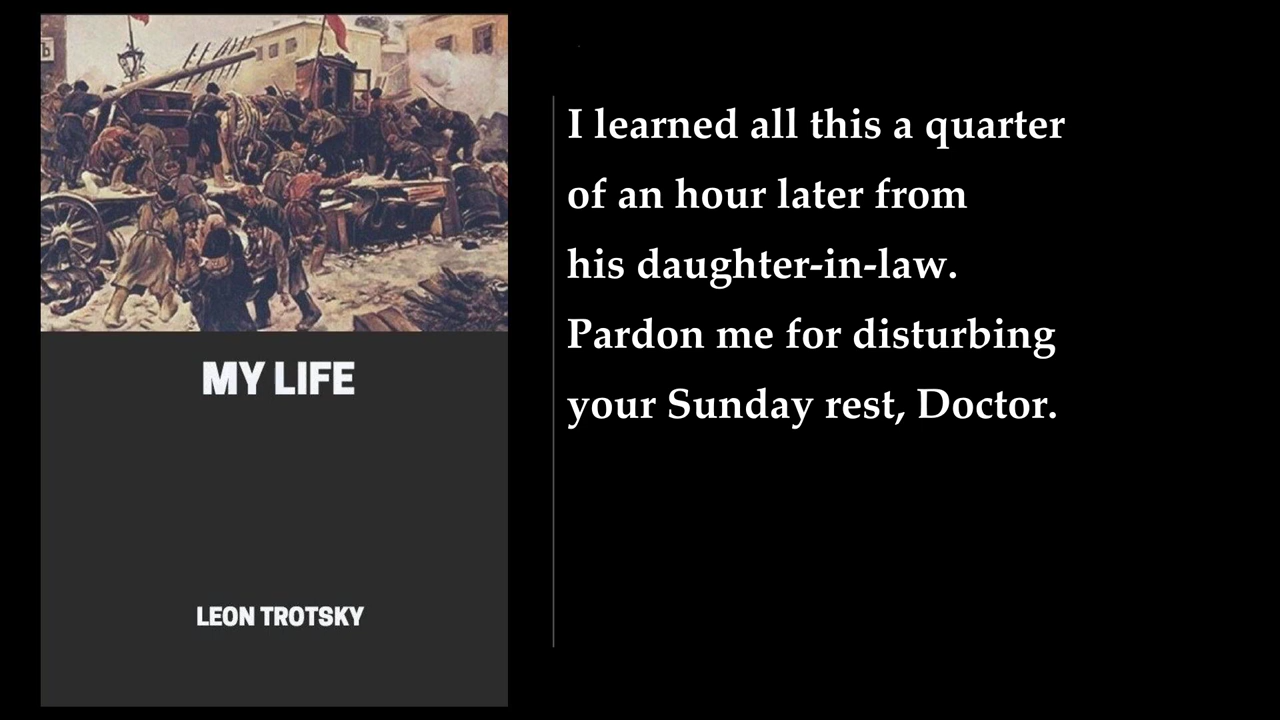 MY LIFE
LEON TROTSKY
I learned all this a quarter
of an hour later from
his daughter-in-law.
Pardon me for disturbing
your Sunday rest, Doctor.